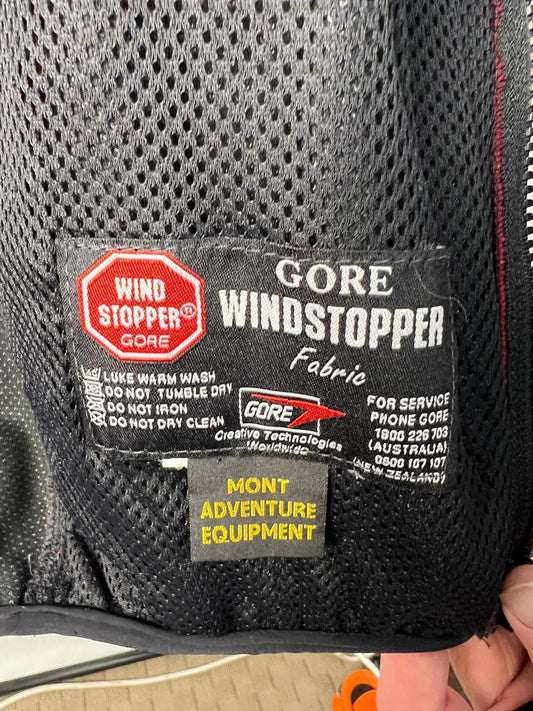 WIND
STOPPER®
GORE
GORE
WINDSTOPPER
Fabric
LUKE WARM WASH
DO NOT TUMBLE DRY
DO NOT IRON
DO NOT DRY CLEAN
GORE
Creative Technologies
Worldwide
FOR SERVICE
PHONE GORE
1800 226 703
(AUSTRALIA)
0800 107 107
(NEW ZEALAND)
MONT
ADVENTURE
EQUIPMENT